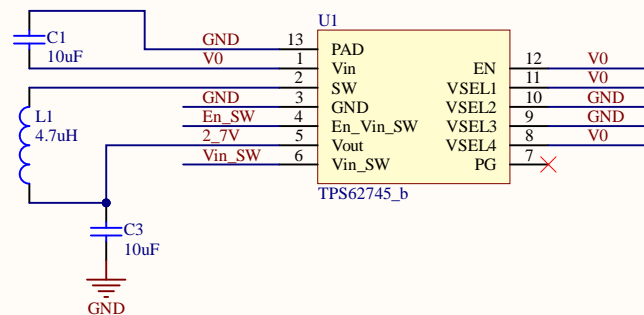 U1
C1
10uF
GND 13 PAD
V0 1 Vin EN 12 V0
2 SW VSEL1 11 V0
GND 3 GND VSEL2 10 GND
En_SW 4 En_Vin_SW VSEL3 9 GND
2_7V 5 Vout VSEL4 8 V0
Vin_SW 6 Vin_SW PG 7
L1
4.7uH
TPS62745_b
C3
10uF
GND